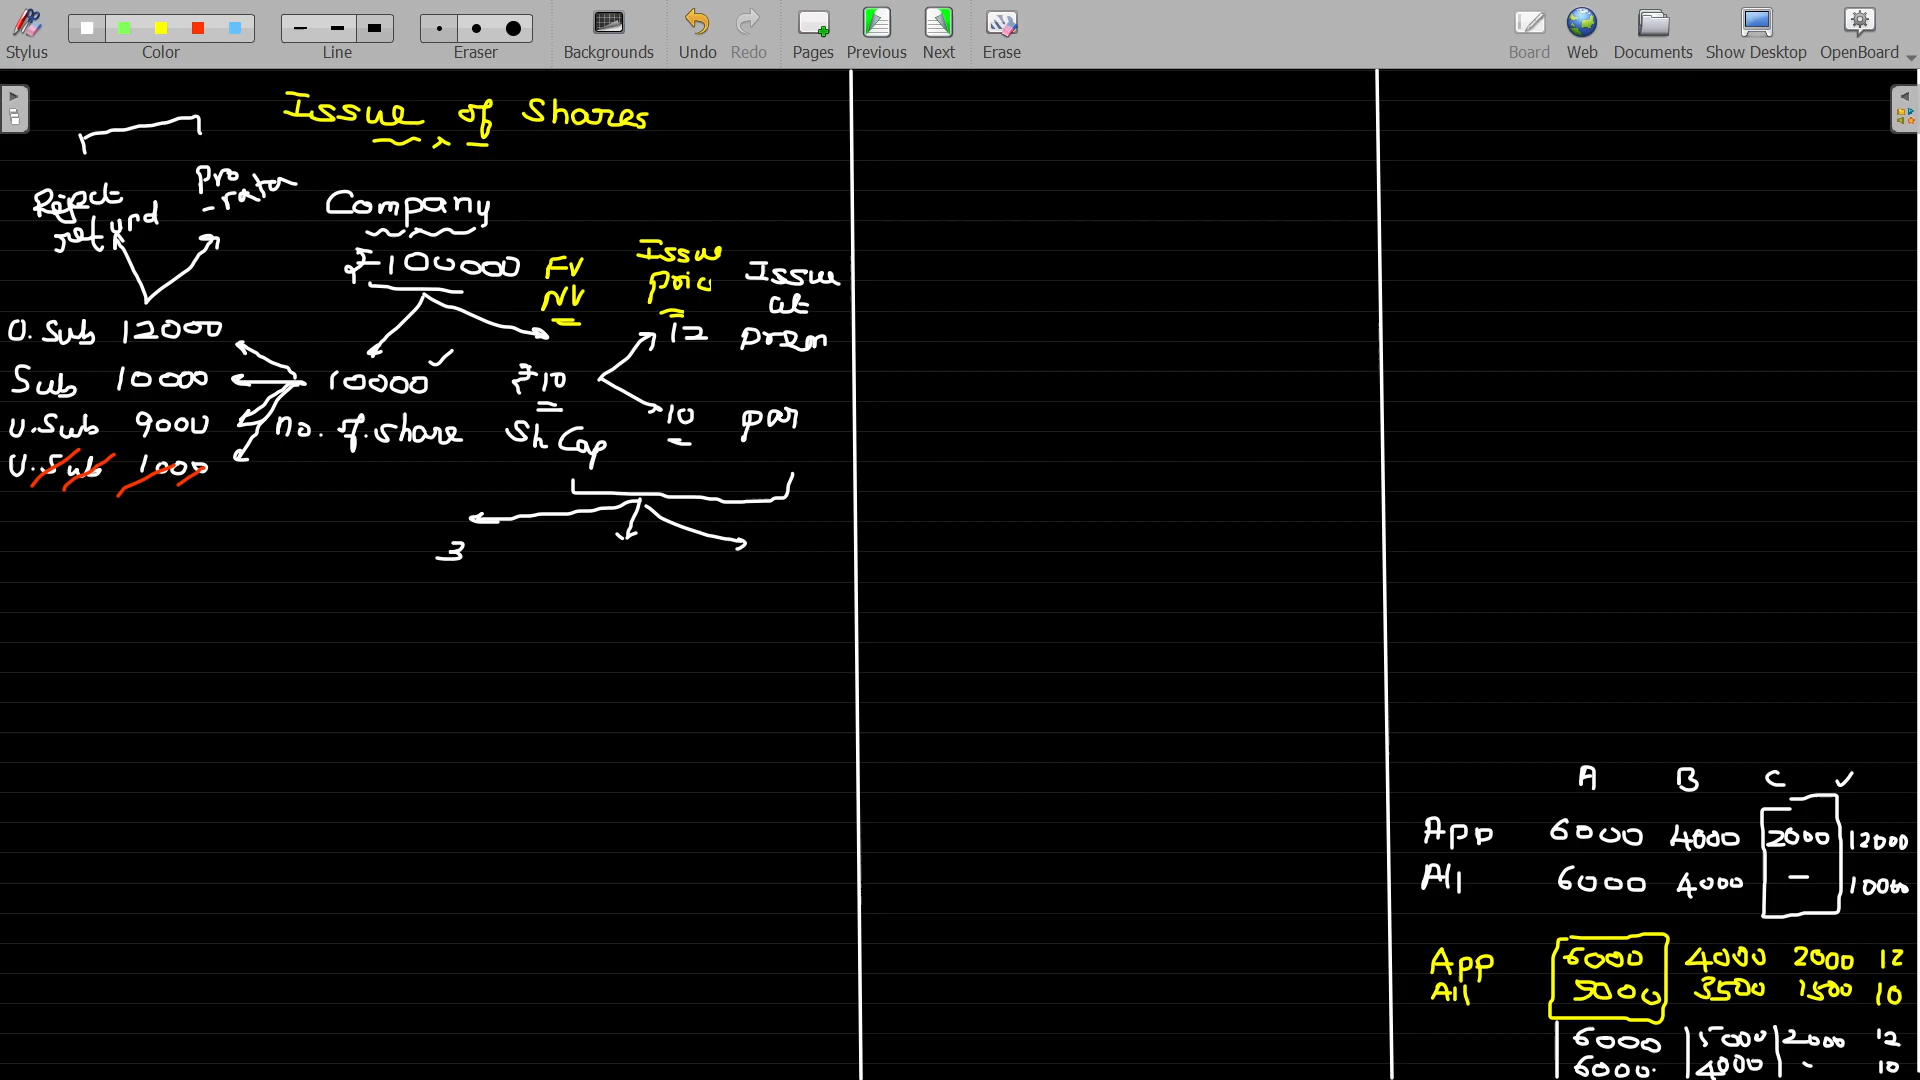 Stylus Color Line Eraser Backgrounds Undo Redo Pages Previous Next Erase Board Web Documents Show Desktop OpenBoard
Issue of Shares
Reject
refund
pro
-rata
Company
₹100000
FV
NV
Issue
price
Issue
at
prem
O. Sub 12000
Sub 10000
U. Sub 9000
U. Sub 1000
10000
no. of. share
₹10
Sh Cap
12
10
par
3
A B C
App 6000 4000 2000 12000
All 6000 4000 - 10000
App 6000 4000 2000 12
All 5000 3500 1500 10
6000 5000 2000 12
6000 4000 - 10